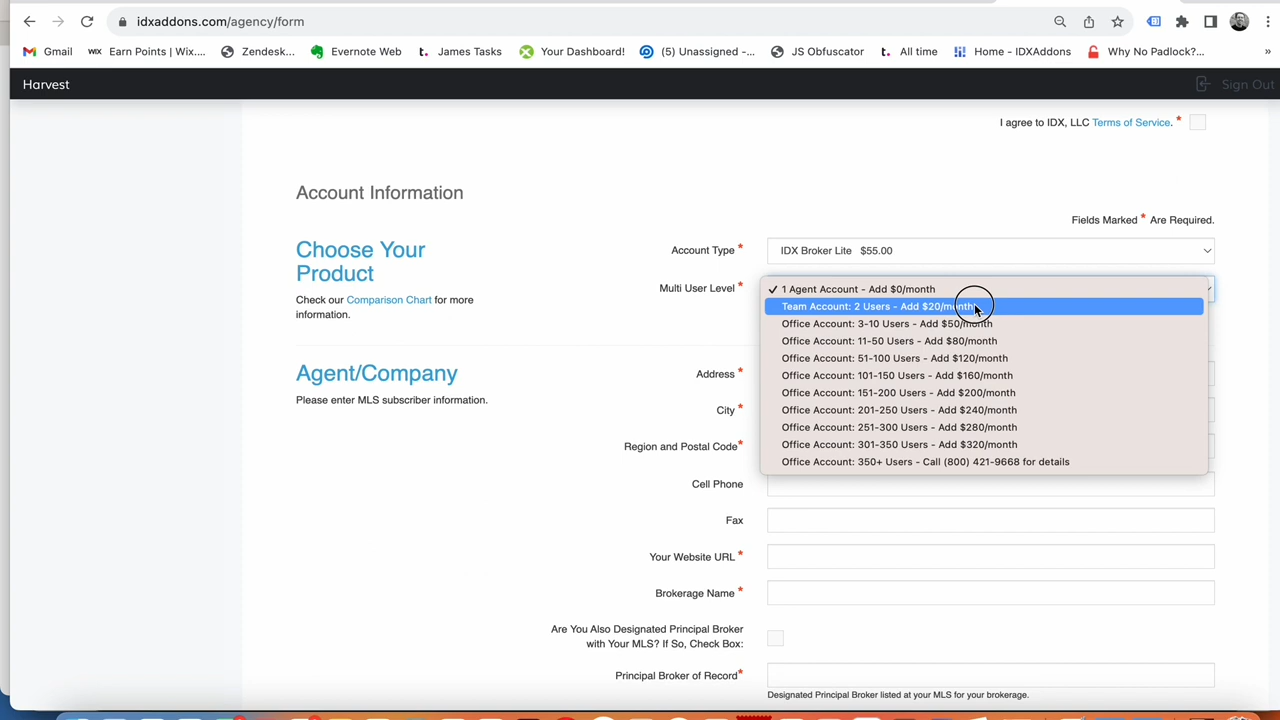 idxaddons.com/agency/form
Gmail
WIX Earn Points | Wix....
Zendesk...
Evernote Web
t. James Tasks
Your Dashboard!
(5) Unassigned -...
JS Obfuscator
t. All time
Home - IDXAddons
Why No Padlock?...
»
Harvest
Sign Out
I agree to IDX, LLC Terms of Service. *
Account Information
Fields Marked * Are Required.
Choose Your
Product
Check our Comparison Chart for more
information.
Account Type *
IDX Broker Lite $55.00
Multi User Level *
✓ 1 Agent Account - Add $0/month
Team Account: 2 Users - Add $20/month
Office Account: 3-10 Users - Add $50/month
Office Account: 11-50 Users - Add $80/month
Office Account: 51-100 Users - Add $120/month
Office Account: 101-150 Users - Add $160/month
Office Account: 151-200 Users - Add $200/month
Office Account: 201-250 Users - Add $240/month
Office Account: 251-300 Users - Add $280/month
Office Account: 301-350 Users - Add $320/month
Office Account: 350+ Users - Call (800) 421-9668 for details
Agent/Company
Please enter MLS subscriber information.
Address *
City *
Region and Postal Code*
Cell Phone
Fax
Your Website URL *
Brokerage Name *
Are You Also Designated Principal Broker
with Your MLS? If So, Check Box:
Principal Broker of Record*
Designated Principal Broker listed at your MLS for your brokerage.